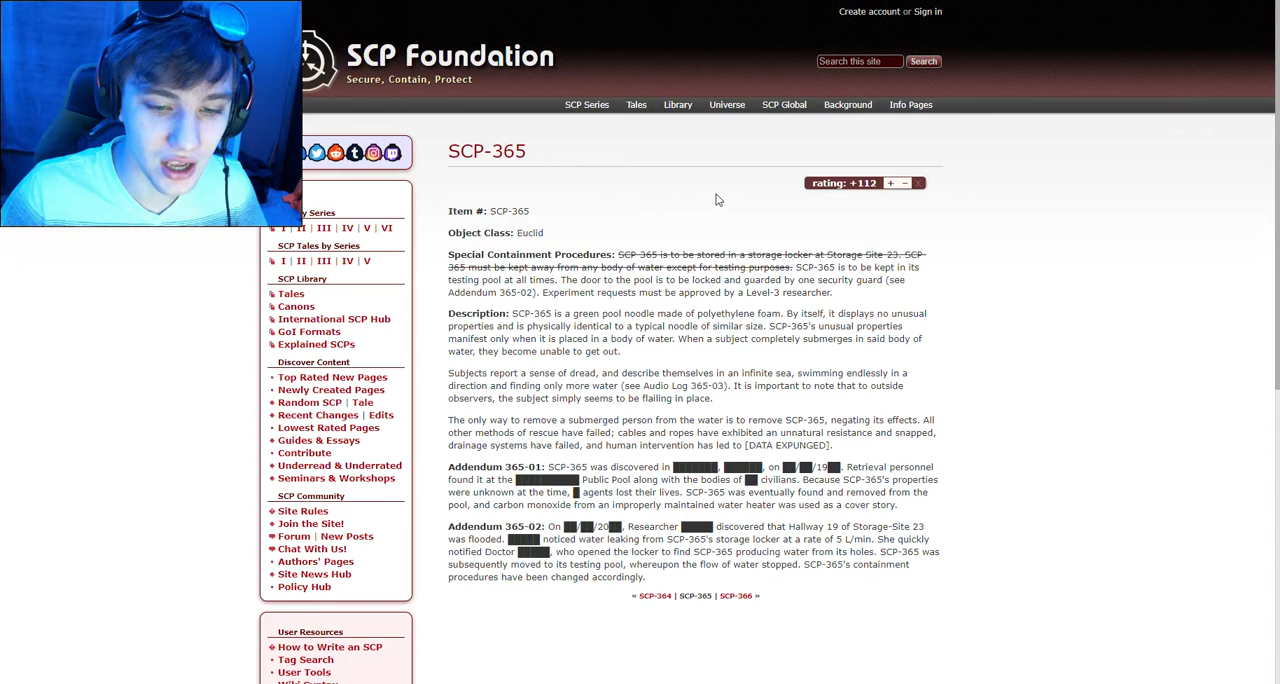 Create account or Sign in
SCP Foundation
Secure, Contain, Protect
Search this site Search
SCP Series Tales Library Universe SCP Global Background Info Pages
SCP-365
rating: +112 + – X
Item #: SCP-365
Object Class: Euclid
Special Containment Procedures: SCP-365 is to be stored in a storage locker at Storage Site 23. SCP-
365 must be kept away from any body of water except for testing purposes. SCP-365 is to be kept in its
testing pool at all times. The door to the pool is to be locked and guarded by one security guard (see
Addendum 365-02). Experiment requests must be approved by a Level-3 researcher.
Description: SCP-365 is a green pool noodle made of polyethylene foam. By itself, it displays no unusual
properties and is physically identical to a typical noodle of similar size. SCP-365's unusual properties
manifest only when it is placed in a body of water. When a subject completely submerges in said body of
water, they become unable to get out.
Subjects report a sense of dread, and describe themselves in an infinite sea, swimming endlessly in a
direction and finding only more water (see Audio Log 365-03). It is important to note that to outside
observers, the subject simply seems to be flailing in place.
The only way to remove a submerged person from the water is to remove SCP-365, negating its effects. All
other methods of rescue have failed; cables and ropes have exhibited an unnatural resistance and snapped,
drainage systems have failed, and human intervention has led to [DATA EXPUNGED].
Addendum 365-01: SCP-365 was discovered in ███████, ██████, on ██/██/19██. Retrieval personnel
found it at the ██████████ Public Pool along with the bodies of ██ civilians. Because SCP-365's properties
were unknown at the time, █ agents lost their lives. SCP-365 was eventually found and removed from the
pool, and carbon monoxide from an improperly maintained water heater was used as a cover story.
Addendum 365-02: On ██/██/20██, Researcher █████ discovered that Hallway 19 of Storage-Site 23
was flooded. █████ noticed water leaking from SCP-365's storage locker at a rate of 5 L/min. She quickly
notified Doctor █████, who opened the locker to find SCP-365 producing water from its holes. SCP-365 was
subsequently moved to its testing pool, whereupon the flow of water stopped. SCP-365's containment
procedures have been changed accordingly.
« SCP-364 | SCP-365 | SCP-366 »
y Series
I II III IV V VI
SCP Tales by Series
I II III IV V
SCP Library
Tales
Canons
International SCP Hub
GoI Formats
Explained SCPs
Discover Content
Top Rated New Pages
Newly Created Pages
Random SCP | Tale
Recent Changes | Edits
Lowest Rated Pages
Guides & Essays
Contribute
Underread & Underrated
Seminars & Workshops
SCP Community
Site Rules
Join the Site!
Forum | New Posts
Chat With Us!
Authors' Pages
Site News Hub
Policy Hub
User Resources
How to Write an SCP
Tag Search
User Tools
Wiki Syntax